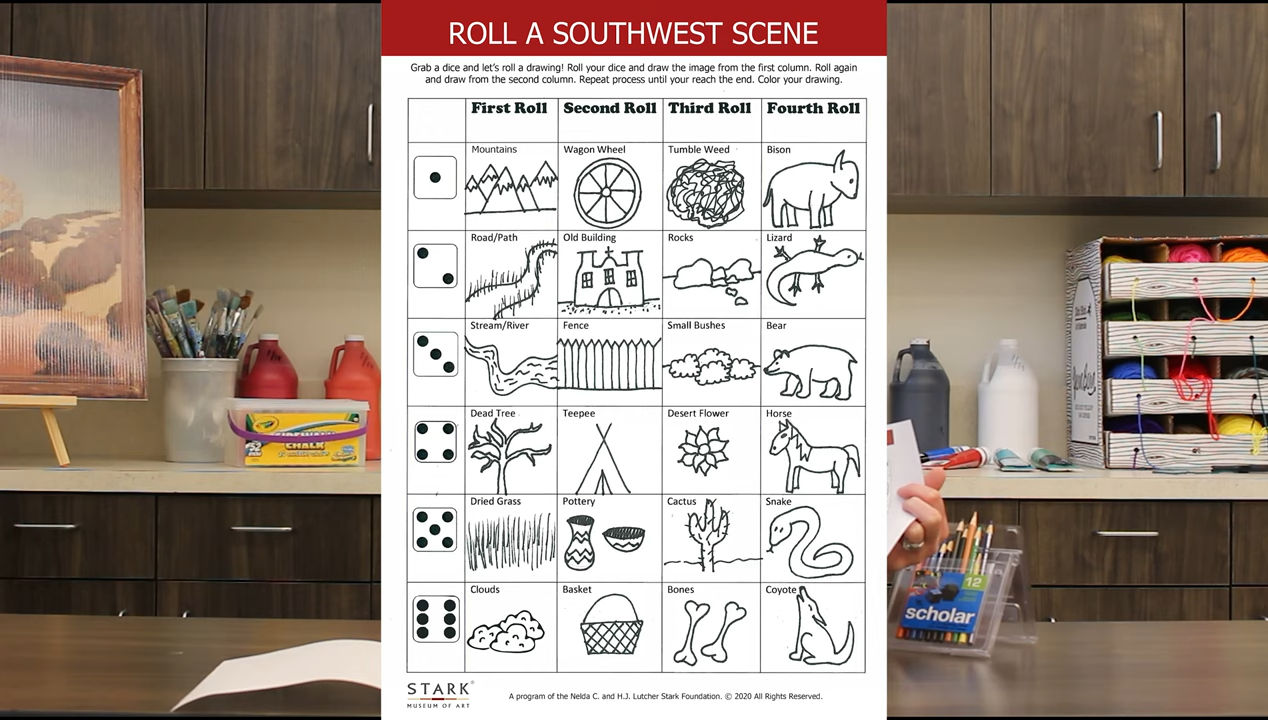 ROLL A SOUTHWEST SCENE
Grab a dice and let's roll a drawing! Roll your dice and draw the image from the first column. Roll again
and draw from the second column. Repeat process until your reach the end. Color your drawing.
First Roll Second Roll Third Roll Fourth Roll
Mountains Wagon Wheel Tumble Weed Bison
Road/Path Old Building Rocks Lizard
Stream/River Fence Small Bushes Bear
Dead Tree Teepee Desert Flower Horse
Dried Grass Pottery Cactus Snake
Clouds Basket Bones Coyote
STARK
MUSEUM OF ART
A program of the Nelda C. and H.J. Lutcher Stark Foundation. © 2020 All Rights Reserved.
CHALK
12
scholar